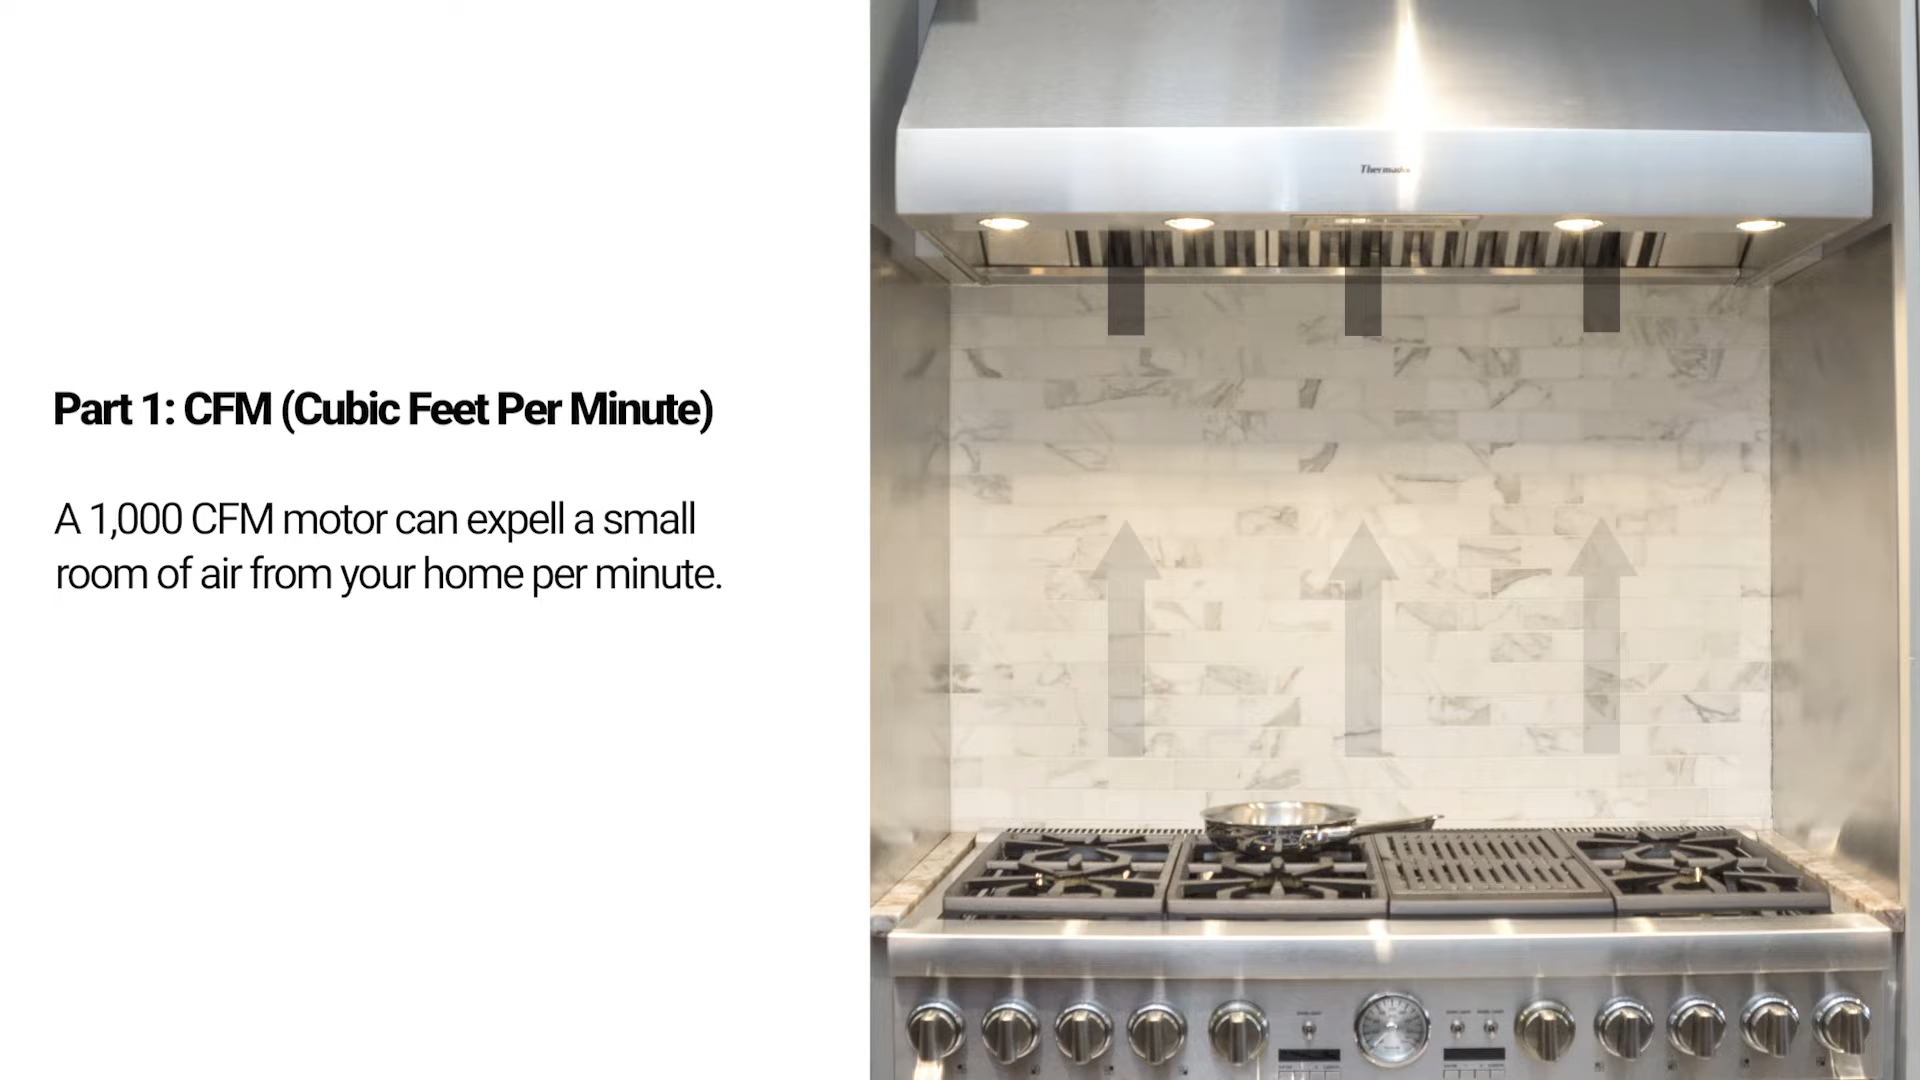 Part 1: CFM (Cubic Feet Per Minute)
A 1,000 CFM motor can expell a small
room of air from your home per minute.
Thermador